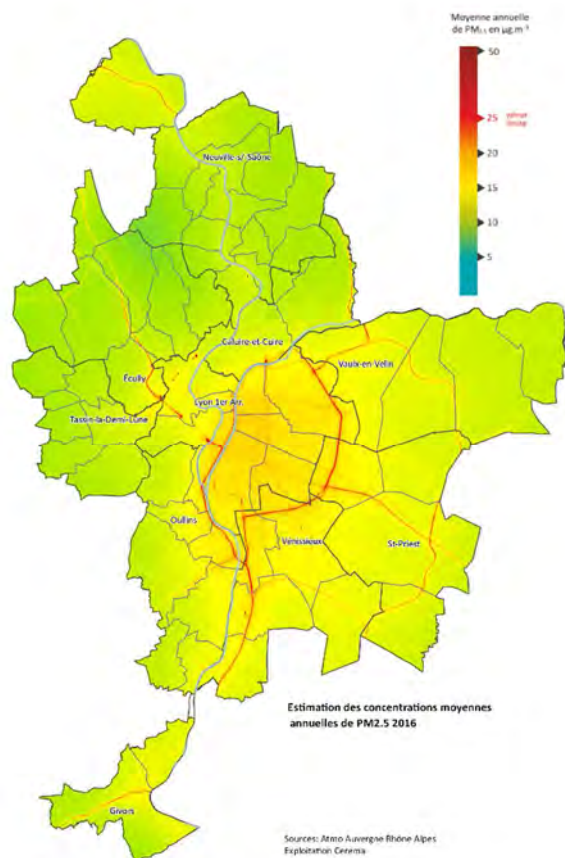 Moyenne annuelle
de PM2.5 en µg.m-3
50
25 valeur
limite
20
15
10
5
Neuville-s/-Saône
Caluire-et-Cuire
Vaulx-en-Velin
Écully
Lyon 1er Arr.
Tassin-la-Demi-Lune
Oullins
Vénissieux
St-Priest
Estimation des concentrations moyennes
annuelles de PM2.5 2016
Givors
Sources: Atmo Auvergne Rhône Alpes
Exploitation Cerema